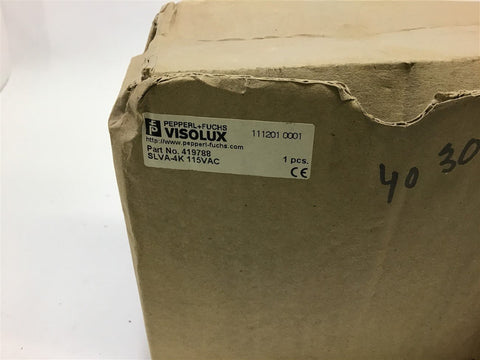 PEPPERL+FUCHS
VISOLUX
111201 0001
http://www.pepperl-fuchs.com
Part No. 419788
SLVA-4K 115VAC
1 pcs.
CE
40 30